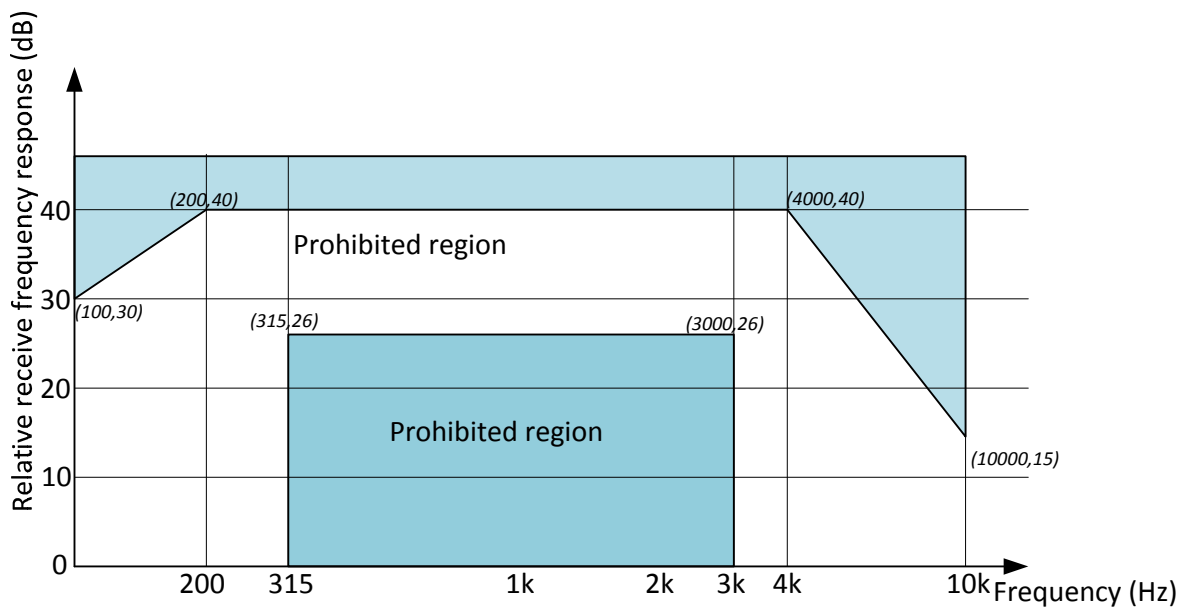 Relative receive frequency response (dB)
(200,40)
(4000,40)
40
Prohibited region
30
(100,30)
(315,26)
(3000,26)
20
Prohibited region
(10000,15)
10
0
200
315
1k
2k
3k
4k
10k
Frequency (Hz)